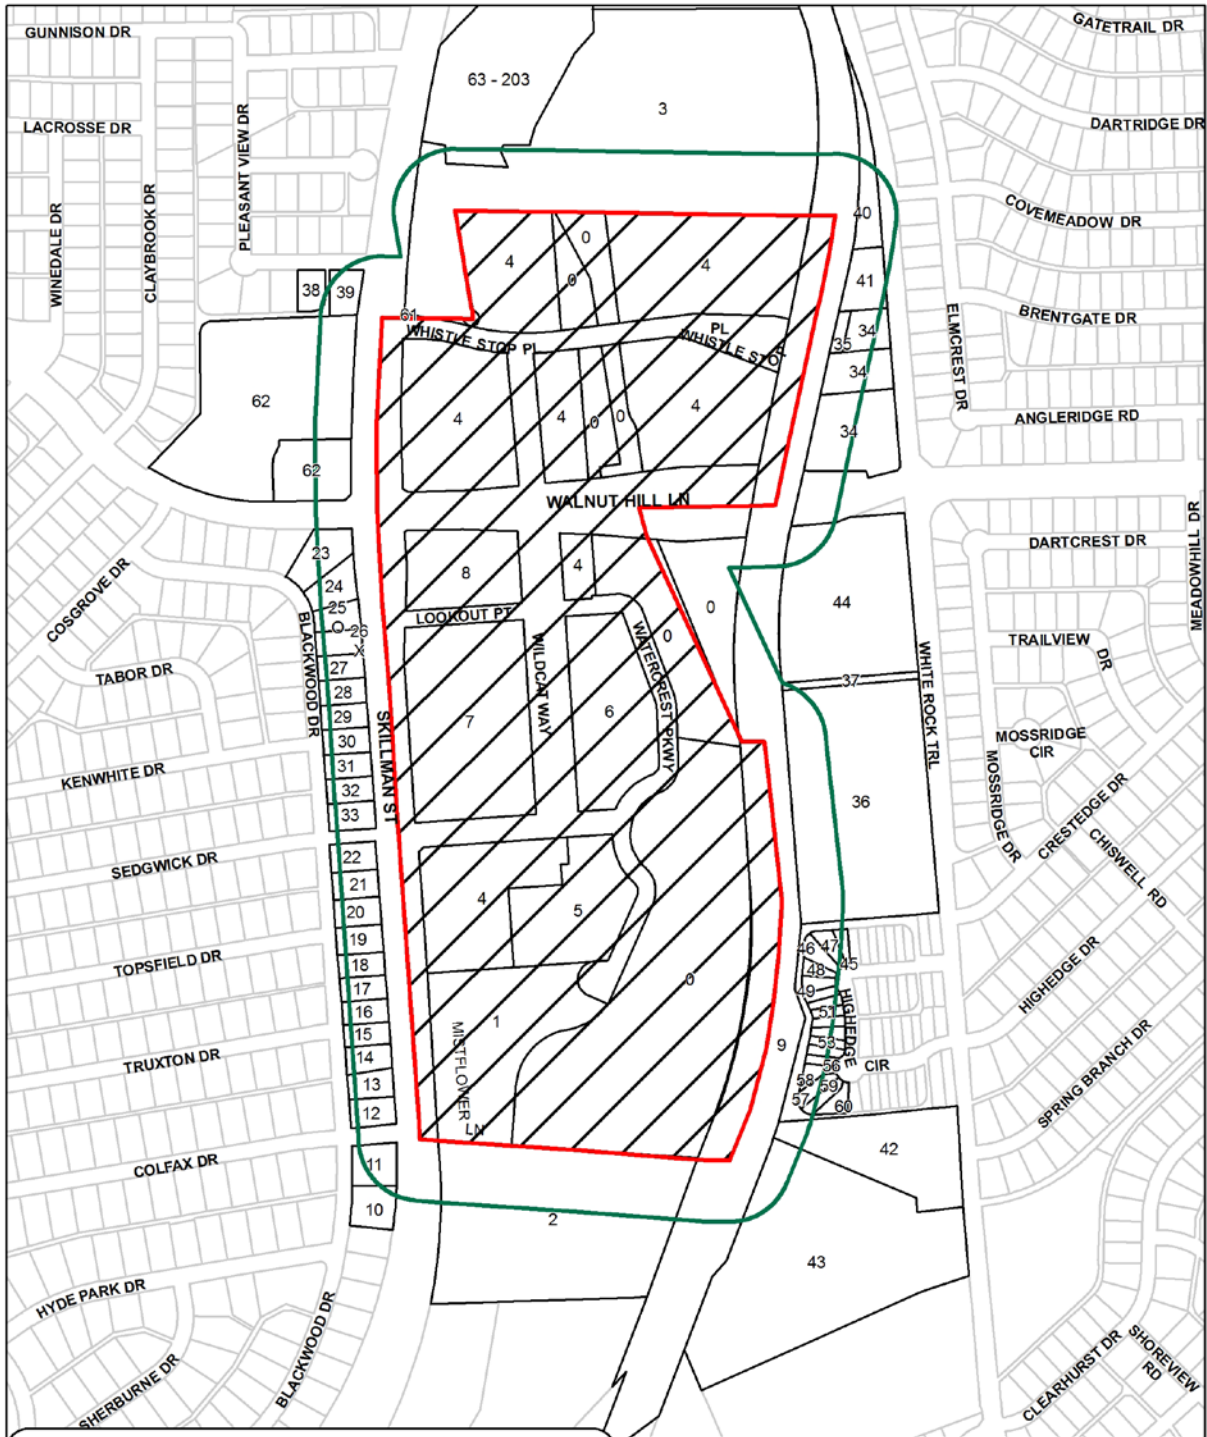 GUNNISON DR
GATETRAIL DR
63 - 203
3
LACROSSE DR
PLEASANT VIEW DR
DARTRIDGE DR
WINEDALE DR
CLAYBROOK DR
COVEMEADOW DR
40
0
4
4
0
41
38
39
61
ELMCREST DR
BRENTGATE DR
WHISTLE STOP PL
PL
WHISTLE STO
34
35
34
62
4
4
0
0
4
ANGLERIDGE RD
34
62
WALNUT HILL LN
MEADOWHILL DR
DARTCREST DR
23
COSGROVE DR
8
4
24
25
O
26
X
44
0
LOOKOUT PT
0
BLACKWOOD DR
WILDCAT WAY
WATERCREST PKWY
TRAILVIEW
DR
TABOR DR
27
28
37
WHITE ROCK TRL
29
SKILLMAN ST
7
6
MOSSRIDGE
CIR
30
KENWHITE DR
31
32
33
36
MOSSRIDGE DR
CRESTEDGE DR
CHISWELL RD
SEDGWICK DR
22
21
4
5
20
19
TOPSFIELD DR
18
17
46
47
48
45
49
0
HIGHEDGE DR
1
16
51
15
MISTFLOWER
LN
HIGHEDGE
CIR
53
9
TRUXTON DR
14
56
13
58
59
57
60
12
SPRING BRANCH DR
11
COLFAX DR
42
10
2
43
HYDE PARK DR
BLACKWOOD DR
SHERBURNE DR
CLEARHURST DR
SHOREVIEW
RD